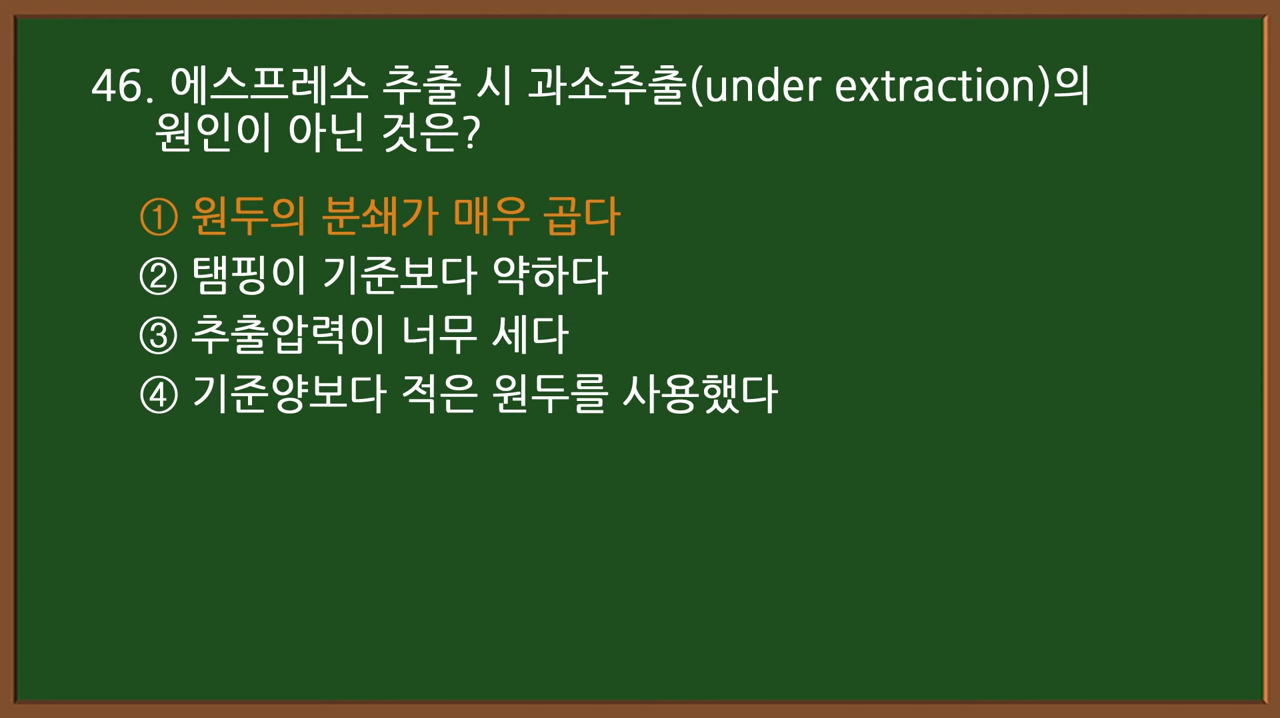 46. 에스프레소 추출 시 과소추출(under extraction)의
원인이 아닌 것은?
① 원두의 분쇄가 매우 곱다
② 탬핑이 기준보다 약하다
③ 추출압력이 너무 세다
④ 기준양보다 적은 원두를 사용했다